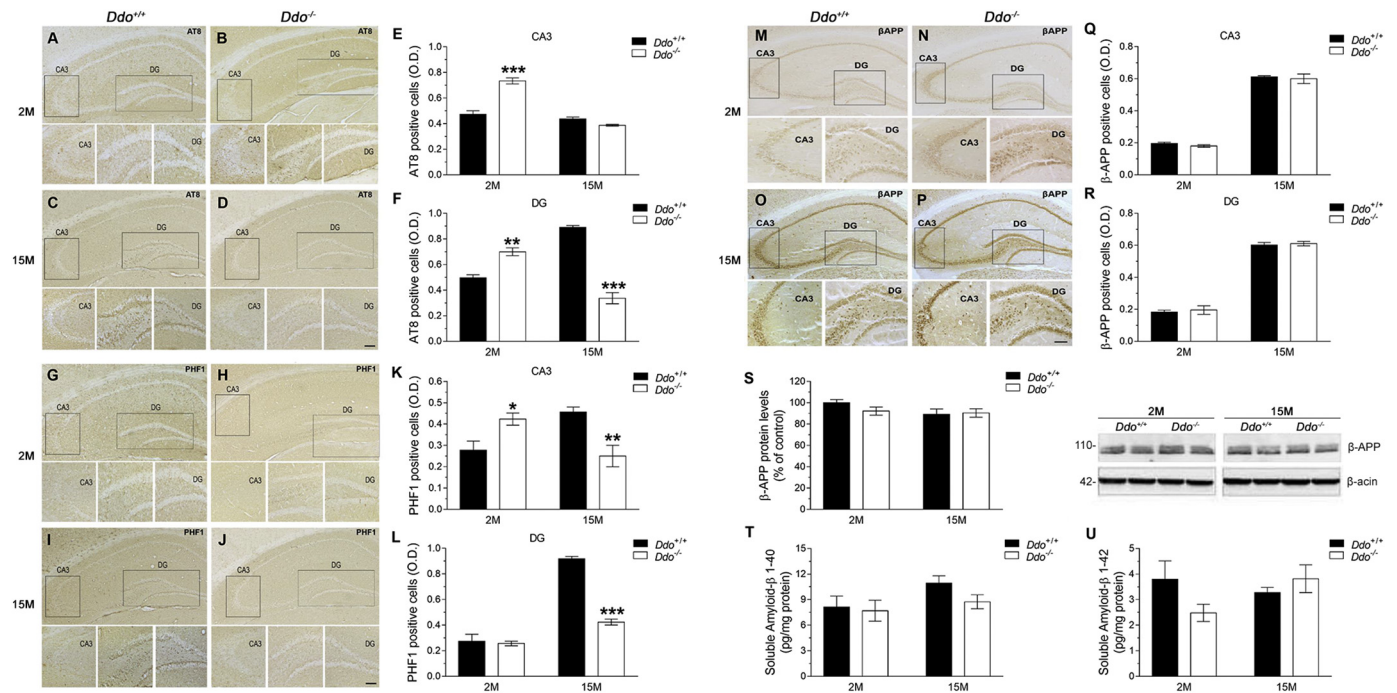 Ddo+/+ Ddo-/-
A AT8 CA3 DG
B AT8 CA3 DG
2M
CA3 DG
CA3 DG
C AT8 CA3 DG
D AT8 CA3 DG
15M
CA3 DG
CA3 DG
E CA3
Ddo+/+
Ddo-/-
AT8 positive cells (O.D.)
1.0
0.8
0.6
0.4
0.2
0.0
***
2M 15M
F DG
Ddo+/+
Ddo-/-
AT8 positive cells (O.D.)
1.0
0.8
0.6
0.4
0.2
0.0
**
***
2M 15M
G PHF1 CA3 DG
H PHF1 CA3 DG
2M
CA3 DG
CA3 DG
I PHF1 CA3 DG
J PHF1 CA3 DG
15M
CA3 DG
CA3 DG
K CA3
Ddo+/+
Ddo-/-
PHF1 positive cells (O.D.)
0.6
0.5
0.4
0.3
0.2
0.1
0.0
*
**
2M 15M
L DG
Ddo+/+
Ddo-/-
PHF1 positive cells (O.D.)
1.0
0.8
0.6
0.4
0.2
0.0
***
2M 15M
Ddo+/+ Ddo-/-
M βAPP CA3 DG
N βAPP CA3 DG
2M
CA3 DG
CA3 DG
O βAPP CA3 DG
P βAPP CA3 DG
15M
CA3 DG
CA3 DG
Q CA3
Ddo+/+
Ddo-/-
β-APP positive cells (O.D.)
1.0
0.8
0.6
0.4
0.2
0.0
2M 15M
R DG
Ddo+/+
Ddo-/-
β-APP positive cells (O.D.)
1.0
0.8
0.6
0.4
0.2
0.0
2M 15M
S
Ddo+/+
Ddo-/-
β-APP protein levels
(% of control)
120
100
80
60
40
20
0
2M 15M
2M 15M
Ddo+/+ Ddo-/- Ddo+/+ Ddo-/-
110- β-APP
42- β-acin
T
Ddo+/+
Ddo-/-
Soluble Amyloid-β 1-40
(pg/mg protein)
15
12
9
6
3
0
2M 15M
U
Ddo+/+
Ddo-/-
Soluble Amyloid-β 1-42
(pg/mg protein)
5
4
3
2
1
0
2M 15M